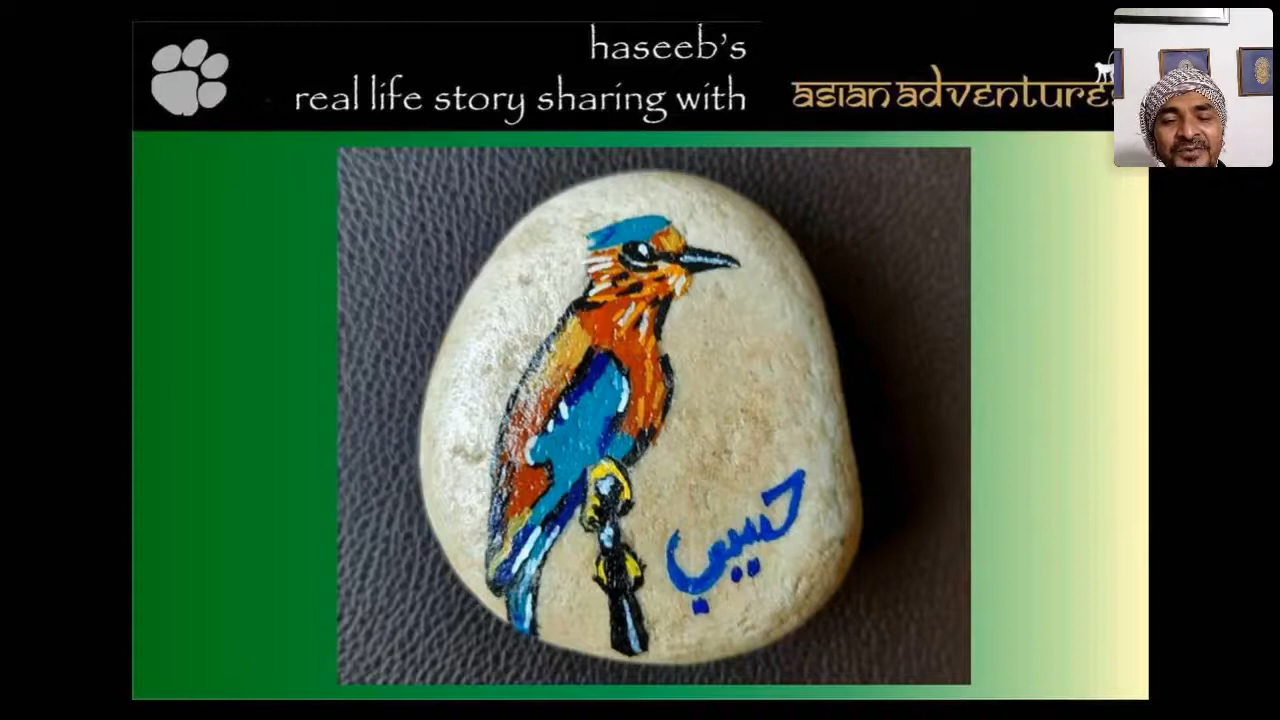 haseeb's
real life story sharing with asian adventures
حسيب